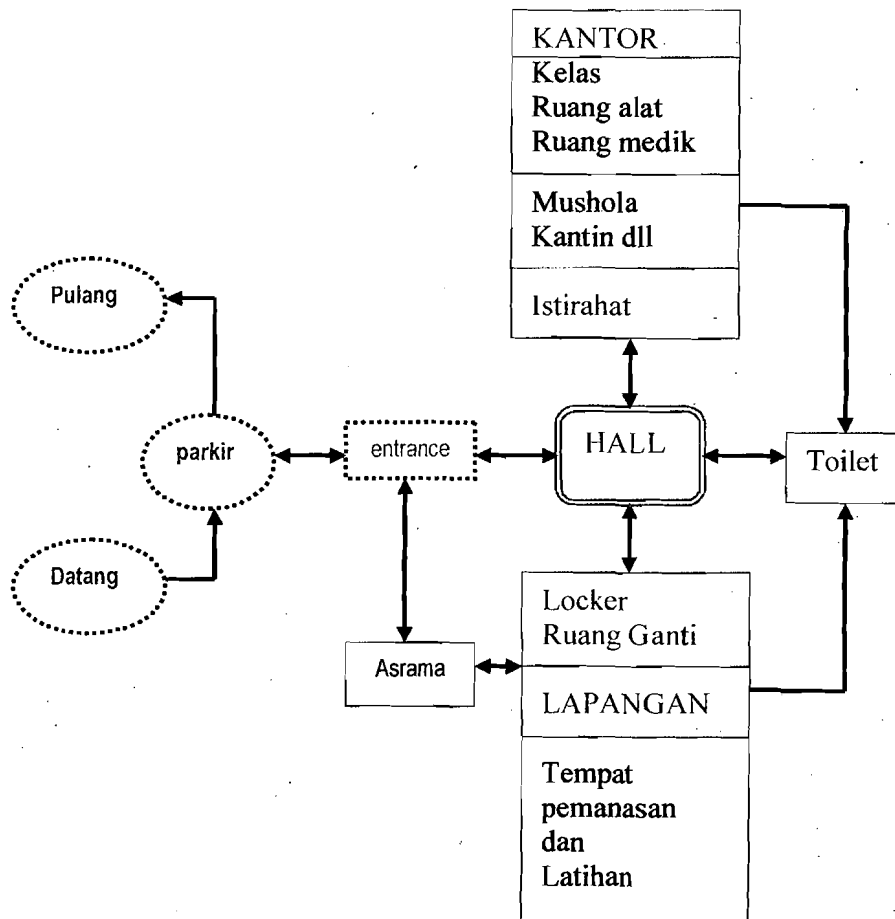 KANTOR
Kelas
Ruang alat
Ruang medik
Mushola
Kantin dll
Istirahat
Pulang
parkir
entrance
HALL
Toilet
Datang
Asrama
Locker
Ruang Ganti
LAPANGAN
Tempat
pemanasan
dan
Latihan